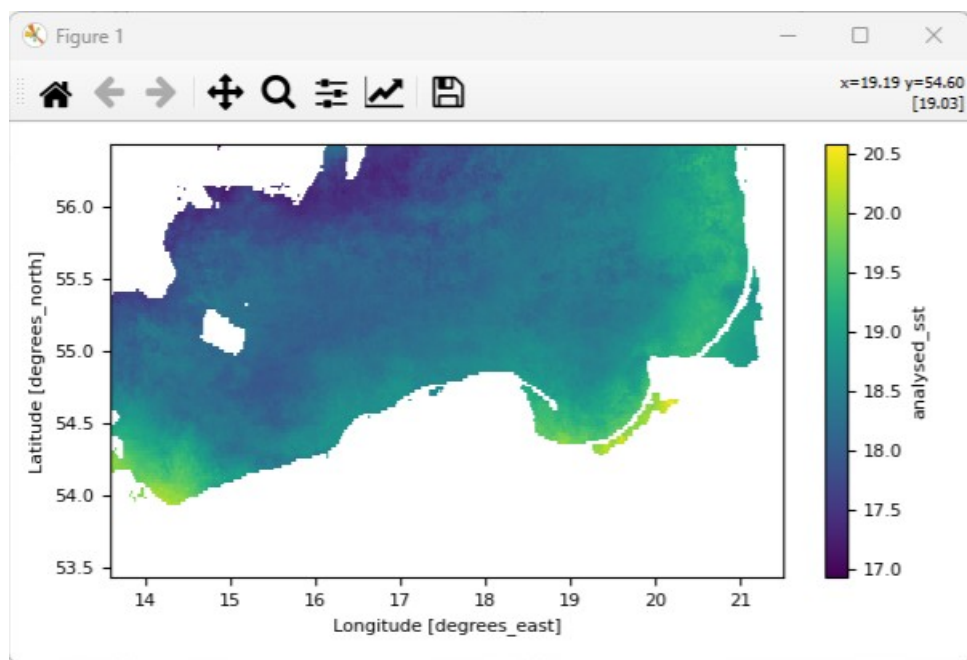 Figure 1
x=19.19 y=54.60
[19.03]
56.0
55.5
55.0
54.5
54.0
53.5
Latitude [degrees_north]
14 15 16 17 18 19 20 21
Longitude [degrees_east]
20.5
20.0
19.5
19.0
18.5
18.0
17.5
17.0
analysed_sst